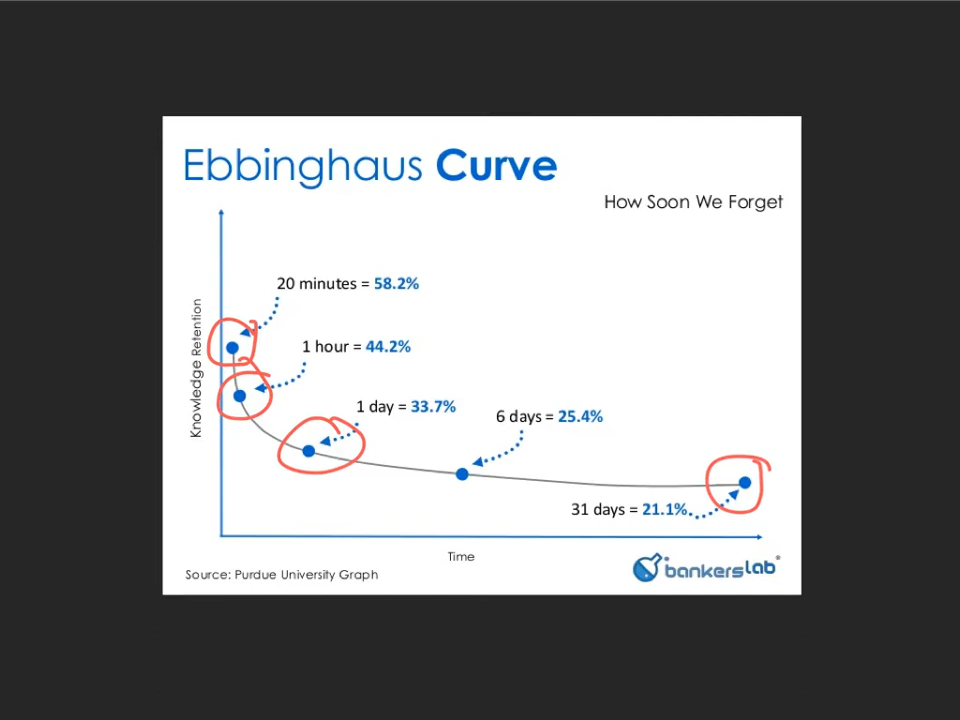 Ebbinghaus Curve
How Soon We Forget
20 minutes = 58.2%
1 hour = 44.2%
1 day = 33.7%
6 days = 25.4%
31 days = 21.1%
Knowledge Retention
Time
Source: Purdue University Graph
bankerslab®